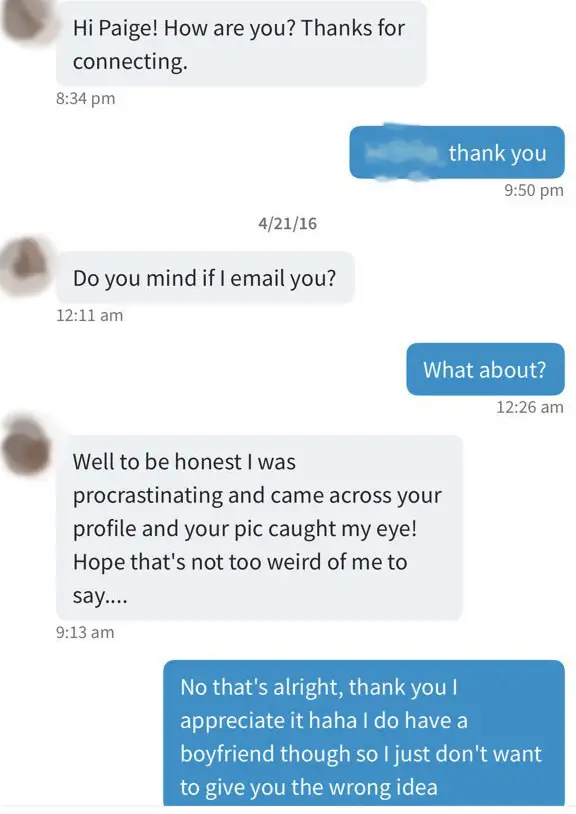 Hi Paige! How are you? Thanks for
connecting.
8:34 pm
thank you
9:50 pm
4/21/16
Do you mind if I email you?
12:11 am
What about?
12:26 am
Well to be honest I was
procrastinating and came across your
profile and your pic caught my eye!
Hope that's not too weird of me to
say....
9:13 am
No that's alright, thank you I
appreciate it haha I do have a
boyfriend though so I just don't want
to give you the wrong idea